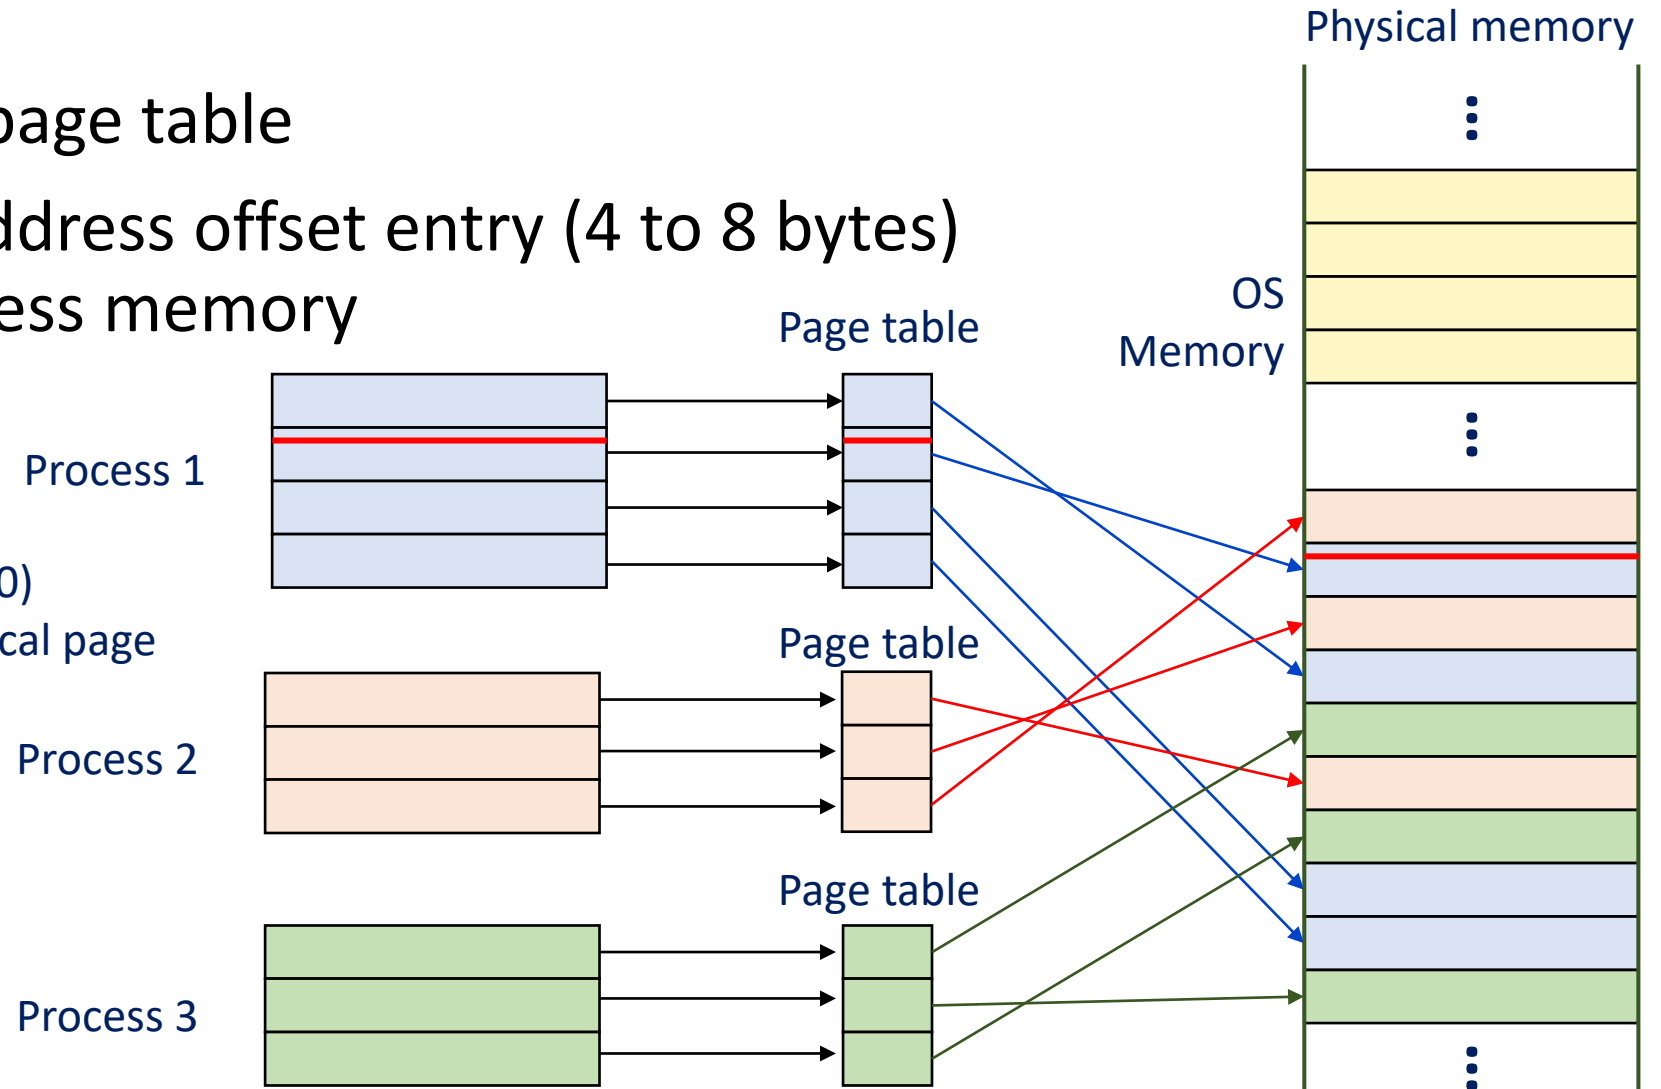 Physical memory
page table
ddress offset entry (4 to 8 bytes)
ess memory
OS
Memory
Page table
Process 1
0)
cal page
Page table
Process 2
Page table
Process 3